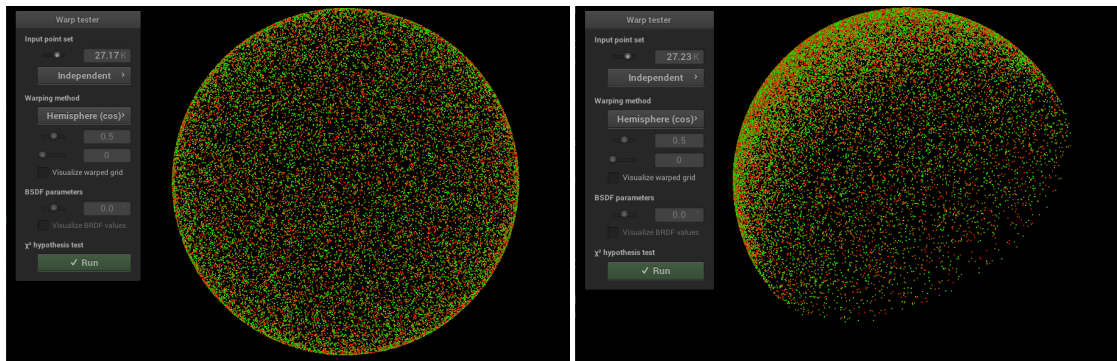 Warp tester
Input point set
27.17 K
Independent
Warping method
Hemisphere (cos)
0.5
0
Visualize warped grid
BSDF parameters
0.0 °
Visualize BRDF values
χ² hypothesis test
✓ Run
Warp tester
Input point set
27.23 K
Independent
Warping method
Hemisphere (cos)
0.5
0
Visualize warped grid
BSDF parameters
0.0 °
Visualize BRDF values
χ² hypothesis test
✓ Run